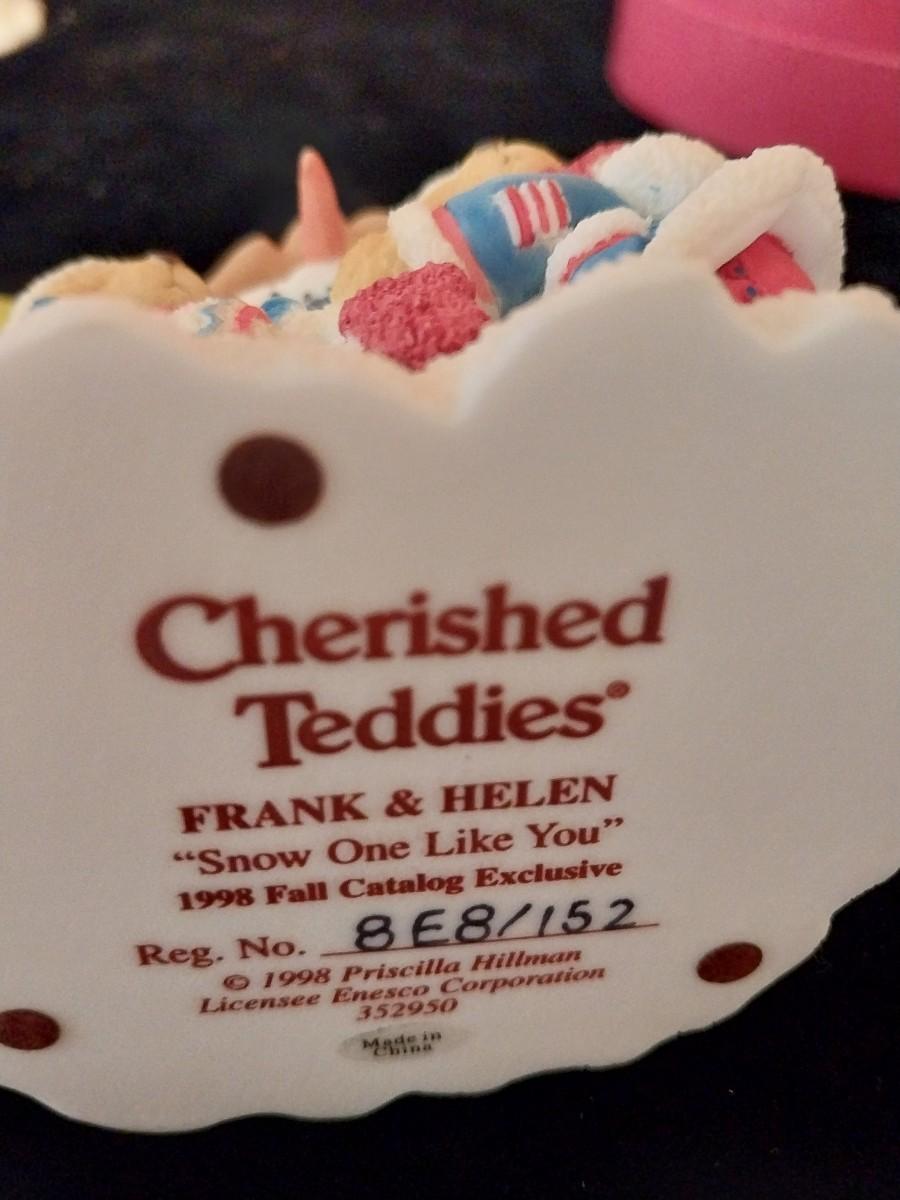 Cherished
Teddies®
FRANK & HELEN
“Snow One Like You”
1998 Fall Catalog Exclusive
Reg. No. 8E8/152
© 1998 Priscilla Hillman
Licensee Enesco Corporation
352950
Made in
China